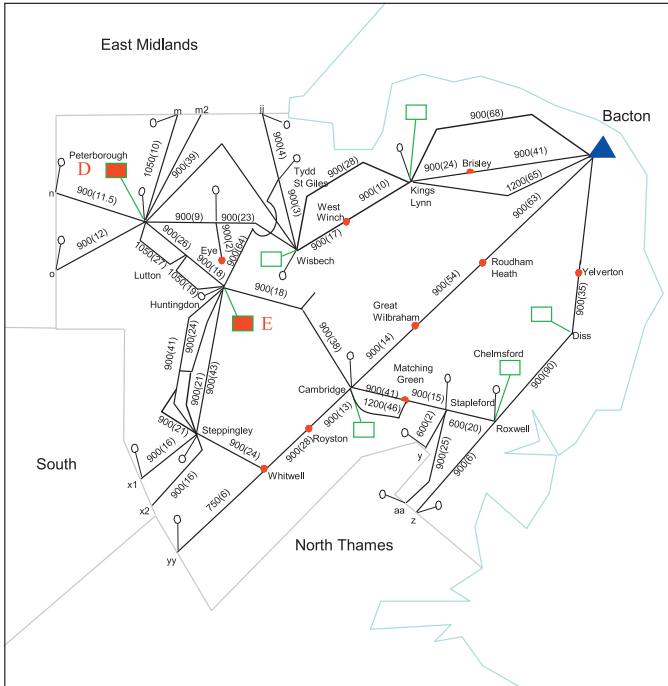 East Midlands
m
m2
jj
900(68)
Bacton
Peterborough
D
1050(10)
900(39)
900(4)
Tydd
St Giles
900(28)
900(24)
Brisley
900(41)
1200(65)
Kings
Lynn
900(3)
900(10)
West
Winch
900(63)
n
900(11.5)
900(9)
900(23)
900(17)
900(12)
900(26)
Eye
900(64)
Wisbech
o
1050(27)
900(18)
Lutton
1050(19)
Roudham
Heath
Yelverton
Huntingdon
900(18)
900(54)
900(35)
E
Great
Wilbraham
Diss
900(41)
900(24)
900(38)
900(14)
Matching
Green
Chelmsford
900(21)
900(43)
Cambridge
900(41)
900(15)
Stapleford
900(90)
1200(46)
900(21)
Steppingley
900(13)
600(2)
600(20)
Roxwell
Royston
900(16)
900(24)
900(28)
y
900(25)
South
x1
900(16)
Whitwell
900(6)
x2
750(6)
aa
z
North Thames
yy